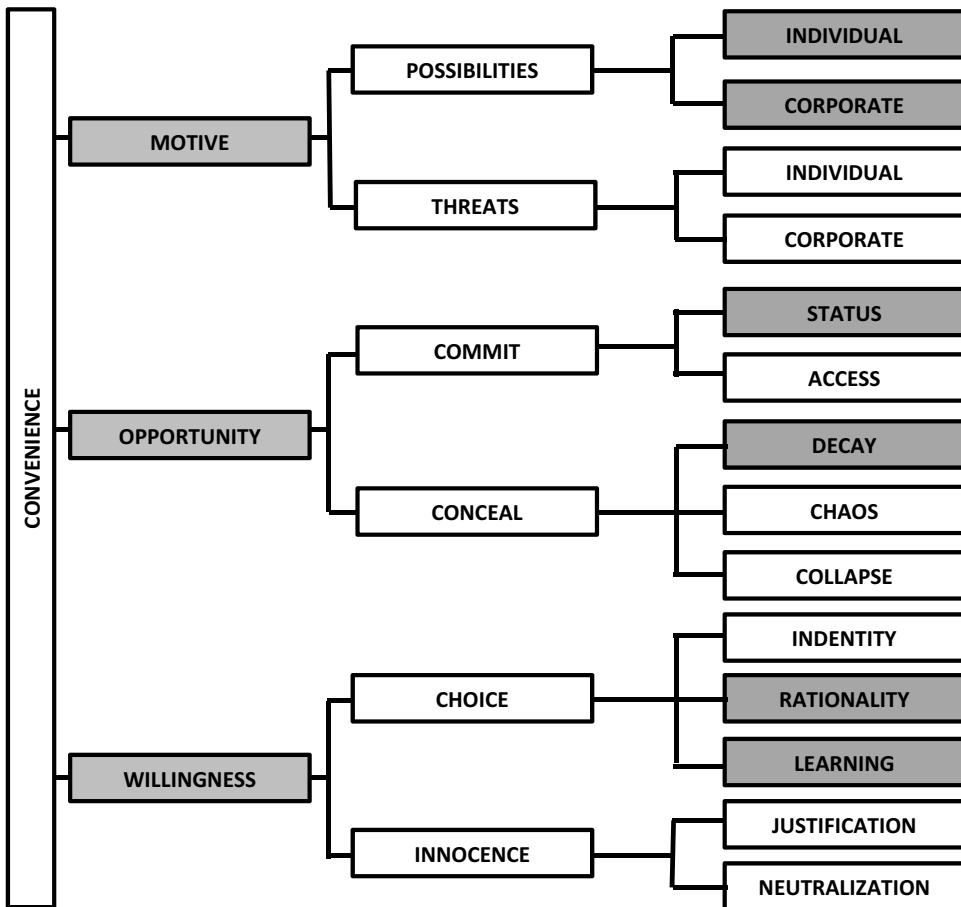 CONVENIENCE
MOTIVE
POSSIBILITIES
INDIVIDUAL
CORPORATE
THREATS
INDIVIDUAL
CORPORATE
OPPORTUNITY
COMMIT
STATUS
ACCESS
CONCEAL
DECAY
CHAOS
COLLAPSE
WILLINGNESS
CHOICE
INDENTITY
RATIONALITY
LEARNING
INNOCENCE
JUSTIFICATION
NEUTRALIZATION